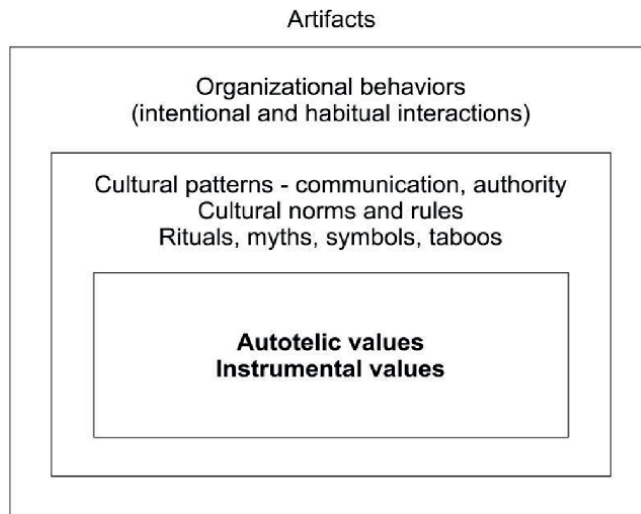 Artifacts
Organizational behaviors
(intentional and habitual interactions)
Cultural patterns - communication, authority
Cultural norms and rules
Rituals, myths, symbols, taboos
Autotelic values
Instrumental values